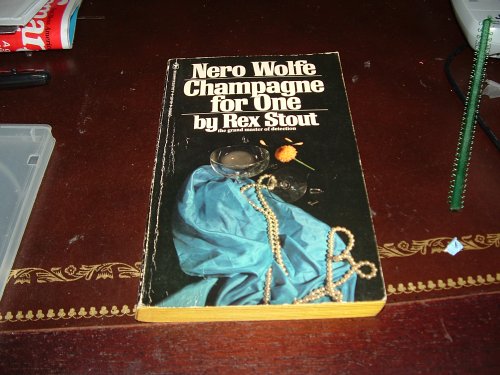 Nero Wolfe
Champagne
for One
by Rex Stout
the grand master of detection